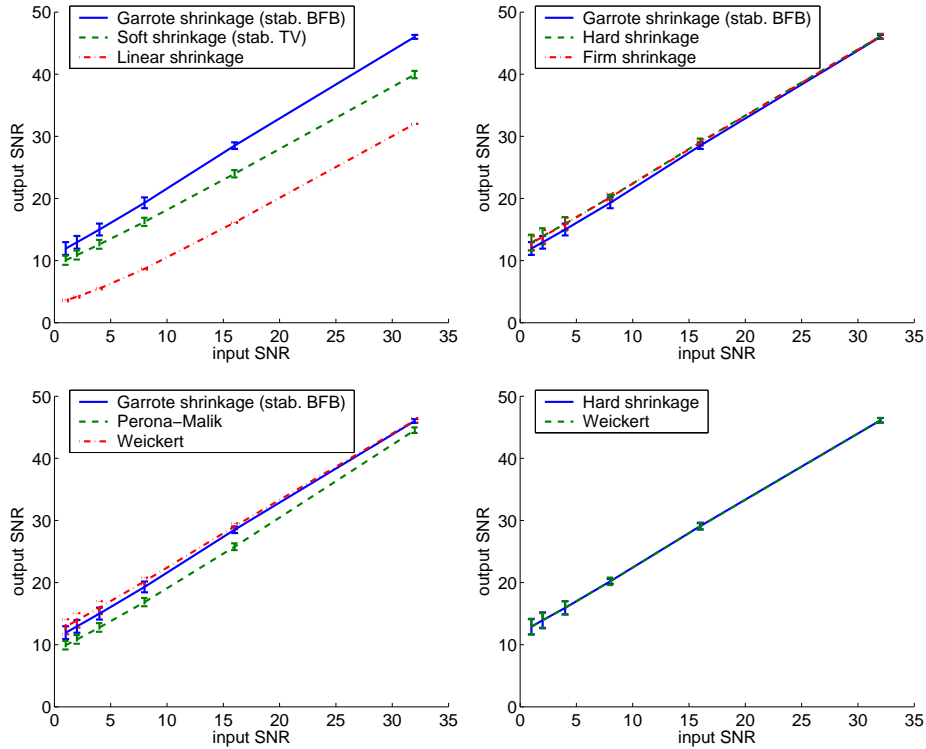 Garrote shrinkage (stab. BFB)
Soft shrinkage (stab. TV)
Linear shrinkage
50
40
30
20
10
0
output SNR
0 5 10 15 20 25 30 35
input SNR
Garrote shrinkage (stab. BFB)
Hard shrinkage
Firm shrinkage
50
40
30
20
10
0
output SNR
0 5 10 15 20 25 30 35
input SNR
Garrote shrinkage (stab. BFB)
Perona−Malik
Weickert
50
40
30
20
10
0
output SNR
0 5 10 15 20 25 30 35
input SNR
Hard shrinkage
Weickert
50
40
30
20
10
0
output SNR
0 5 10 15 20 25 30 35
input SNR